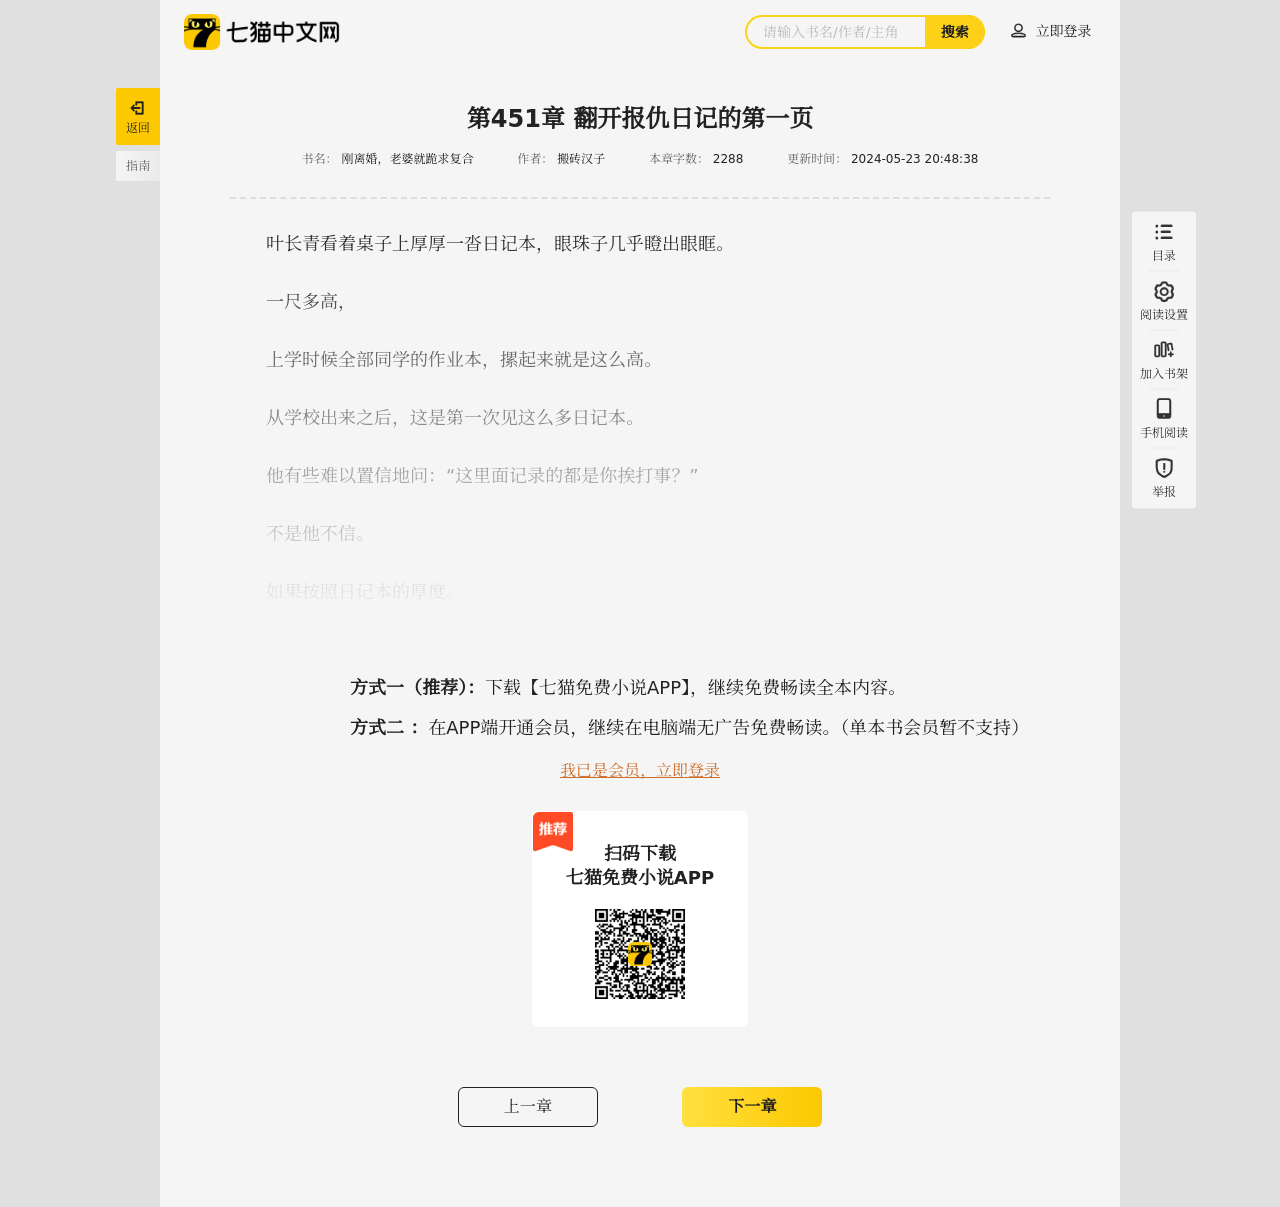 七猫中文网
请输入书名/作者/主角
搜索
立即登录
返回
指南
第451章 翻开报仇日记的第一页
书名： 刚离婚，老婆就跪求复合 作者： 搬砖汉子 本章字数： 2288 更新时间： 2024-05-23 20:48:38
叶长青看着桌子上厚厚一沓日记本，眼珠子几乎瞪出眼眶。
一尺多高，
上学时候全部同学的作业本，摞起来就是这么高。
从学校出来之后，这是第一次见这么多日记本。
他有些难以置信地问：“这里面记录的都是你挨打事？”
不是他不信。
如果按照日记本的厚度。
目录
阅读设置
加入书架
手机阅读
举报
方式一（推荐）：下载【七猫免费小说APP】，继续免费畅读全本内容。
方式二 ：在APP端开通会员，继续在电脑端无广告免费畅读。（单本书会员暂不支持）
我已是会员，立即登录
推荐
扫码下载
七猫免费小说APP
上一章
下一章